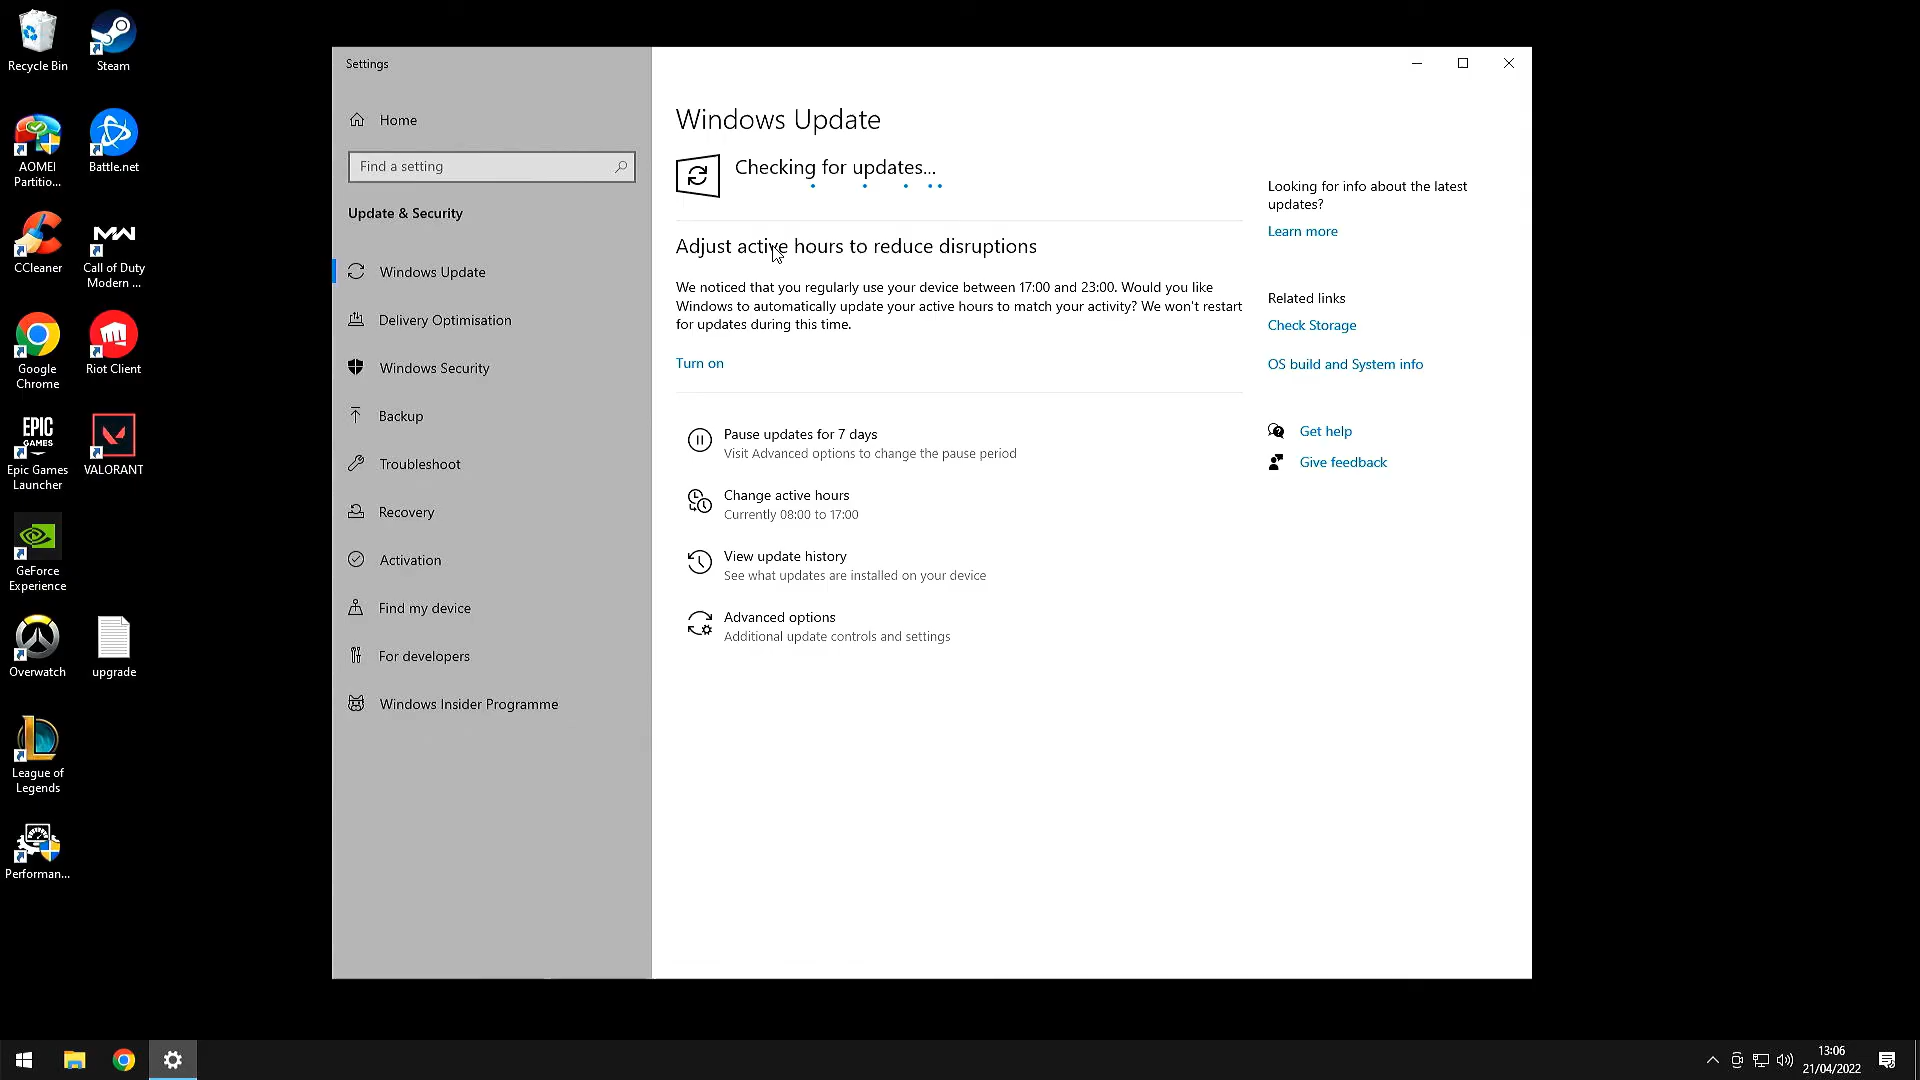 Recycle Bin
Steam
AOMEI
Partitio...
Battle.net
CCleaner
MW
Call of Duty
Modern ...
Google
Chrome
Riot Client
EPIC
GAMES
Epic Games
Launcher
VALORANT
GeForce
Experience
Overwatch
upgrade
League of
Legends
Performan...
Settings
Home
Find a setting
Update & Security
Windows Update
Delivery Optimisation
Windows Security
Backup
Troubleshoot
Recovery
Activation
Find my device
For developers
Windows Insider Programme
Windows Update
Checking for updates...
Adjust active hours to reduce disruptions
We noticed that you regularly use your device between 17:00 and 23:00. Would you like
Windows to automatically update your active hours to match your activity? We won't restart
for updates during this time.
Turn on
Pause updates for 7 days
Visit Advanced options to change the pause period
Change active hours
Currently 08:00 to 17:00
View update history
See what updates are installed on your device
Advanced options
Additional update controls and settings
Looking for info about the latest
updates?
Learn more
Related links
Check Storage
OS build and System info
Get help
Give feedback
13:06
21/04/2022